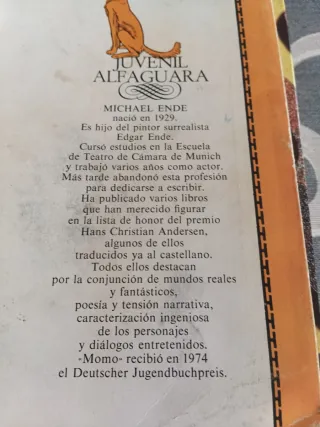 JUVENIL
ALFAGUARA
MICHAEL ENDE
nació en 1929.
Es hijo del pintor surrealista
Edgar Ende.
Cursó estudios en la Escuela
de Teatro de Cámara de Munich
y trabajó varios años como actor.
Más tarde abandonó esta profesión
para dedicarse a escribir.
Ha publicado varios libros
que han merecido figurar
en la lista de honor del premio
Hans Christian Andersen,
algunos de ellos
traducidos ya al castellano.
Todos ellos destacan
por la conjunción de mundos reales
y fantásticos,
poesía y tensión narrativa,
caracterización ingeniosa
de los personajes
y diálogos entretenidos.
«Momo» recibió en 1974
el Deutscher Jugendbuchpreis.